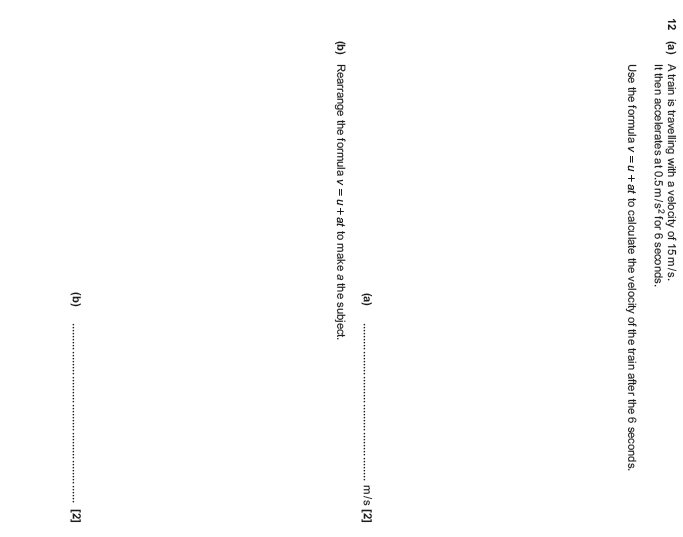 12 (a) A train is travelling with a velocity of 15 m/s.
It then accelerates at 0.5 m/s² for 6 seconds.
Use the formula v = u + at to calculate the velocity of the train after the 6 seconds.
(a) ................................................ m/s [2]
(b) Rearrange the formula v = u + at to make a the subject.
(b) ...................................................... [2]